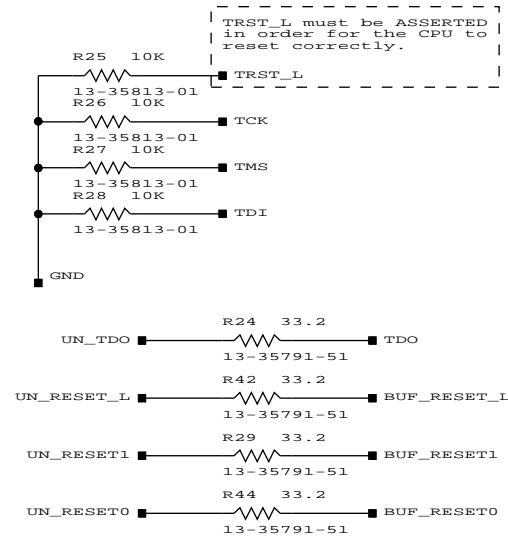 TRST_L must be ASSERTED
in order for the CPU to
reset correctly.
R25 10K
TRST_L
13-35813-01
R26 10K
TCK
13-35813-01
R27 10K
TMS
13-35813-01
R28 10K
TDI
13-35813-01
GND
R24 33.2
UN_TDO TDO
13-35791-51
R42 33.2
UN_RESET_L BUF_RESET_L
13-35791-51
R29 33.2
UN_RESET1 BUF_RESET1
13-35791-51
R44 33.2
UN_RESET0 BUF_RESET0
13-35791-51